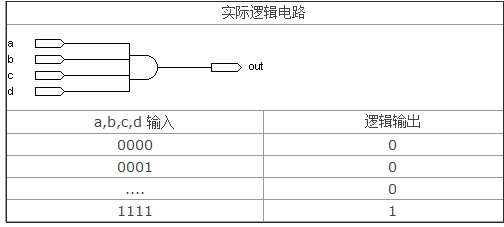 实际逻辑电路
a
b
c
d
out
a,b,c,d 输入 逻辑输出
0000 0
0001 0
.... 0
1111 1